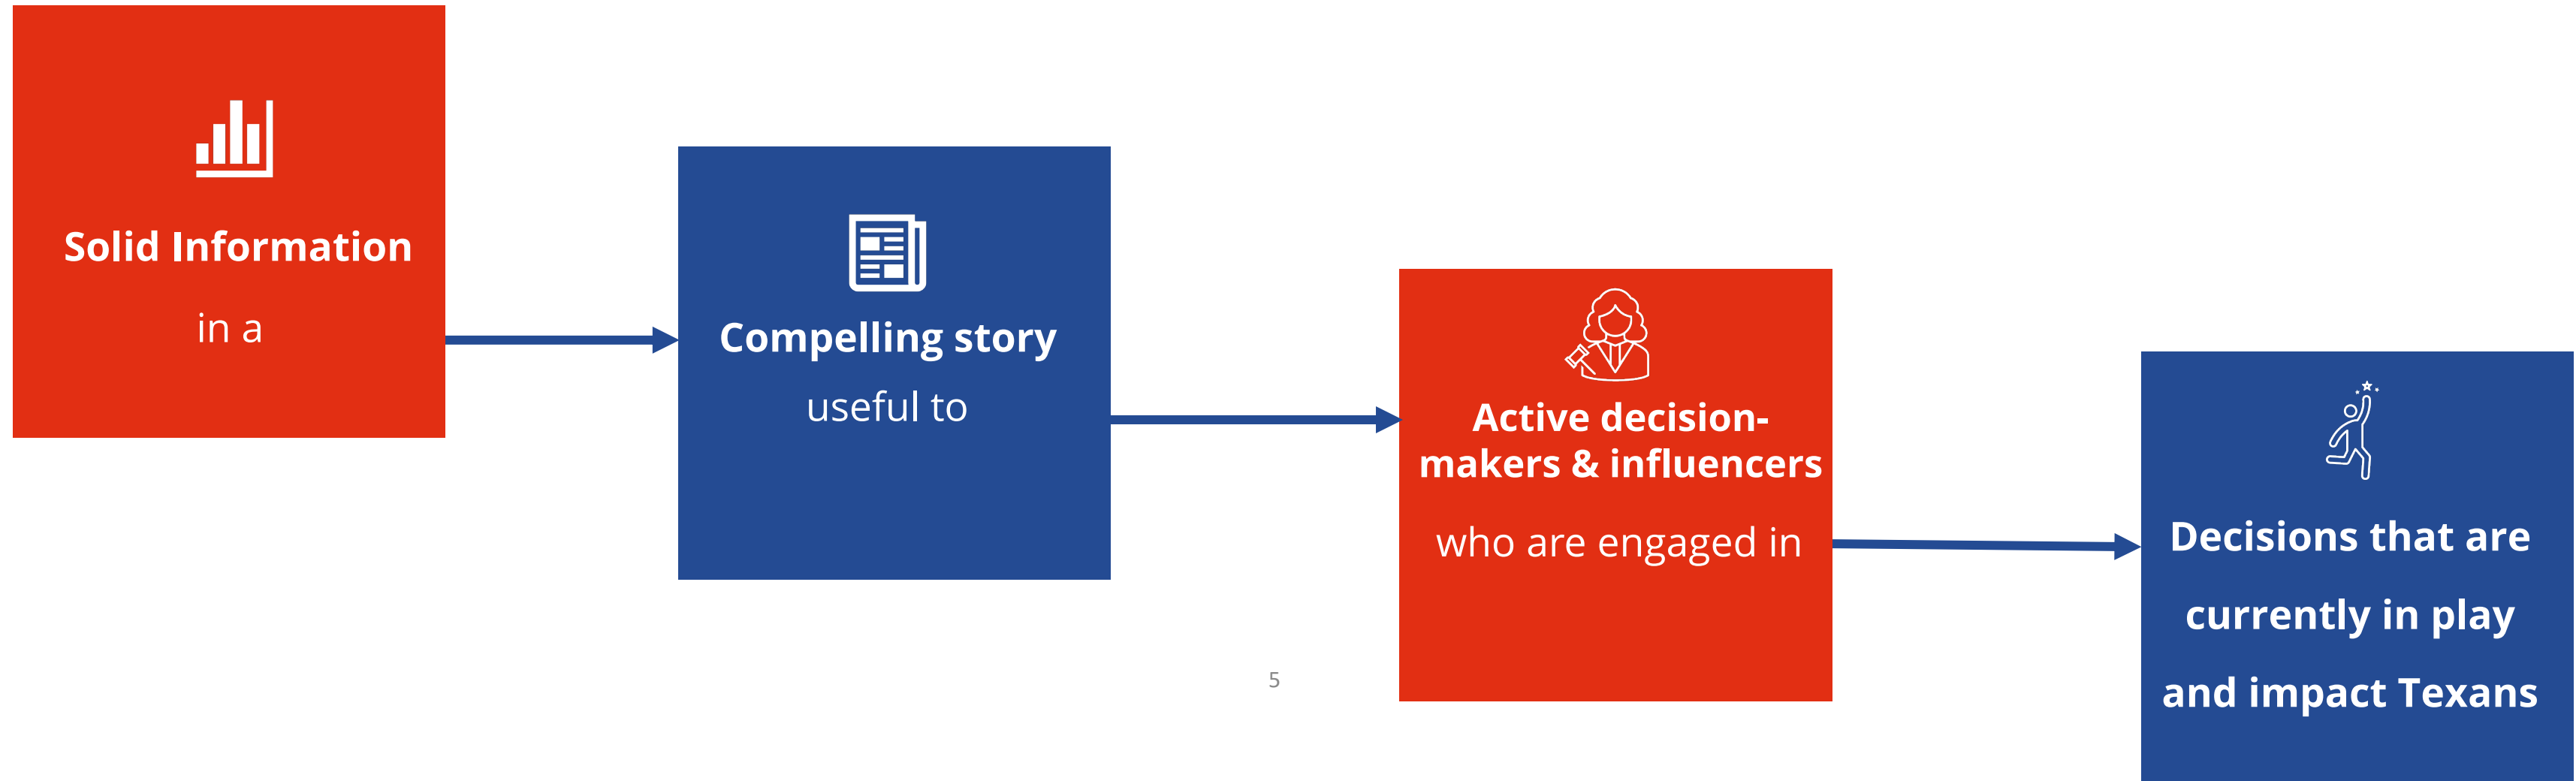 Solid Information
in a
Compelling story
useful to
Active decision-
makers & influencers
who are engaged in
Decisions that are
currently in play
and impact Texans
5